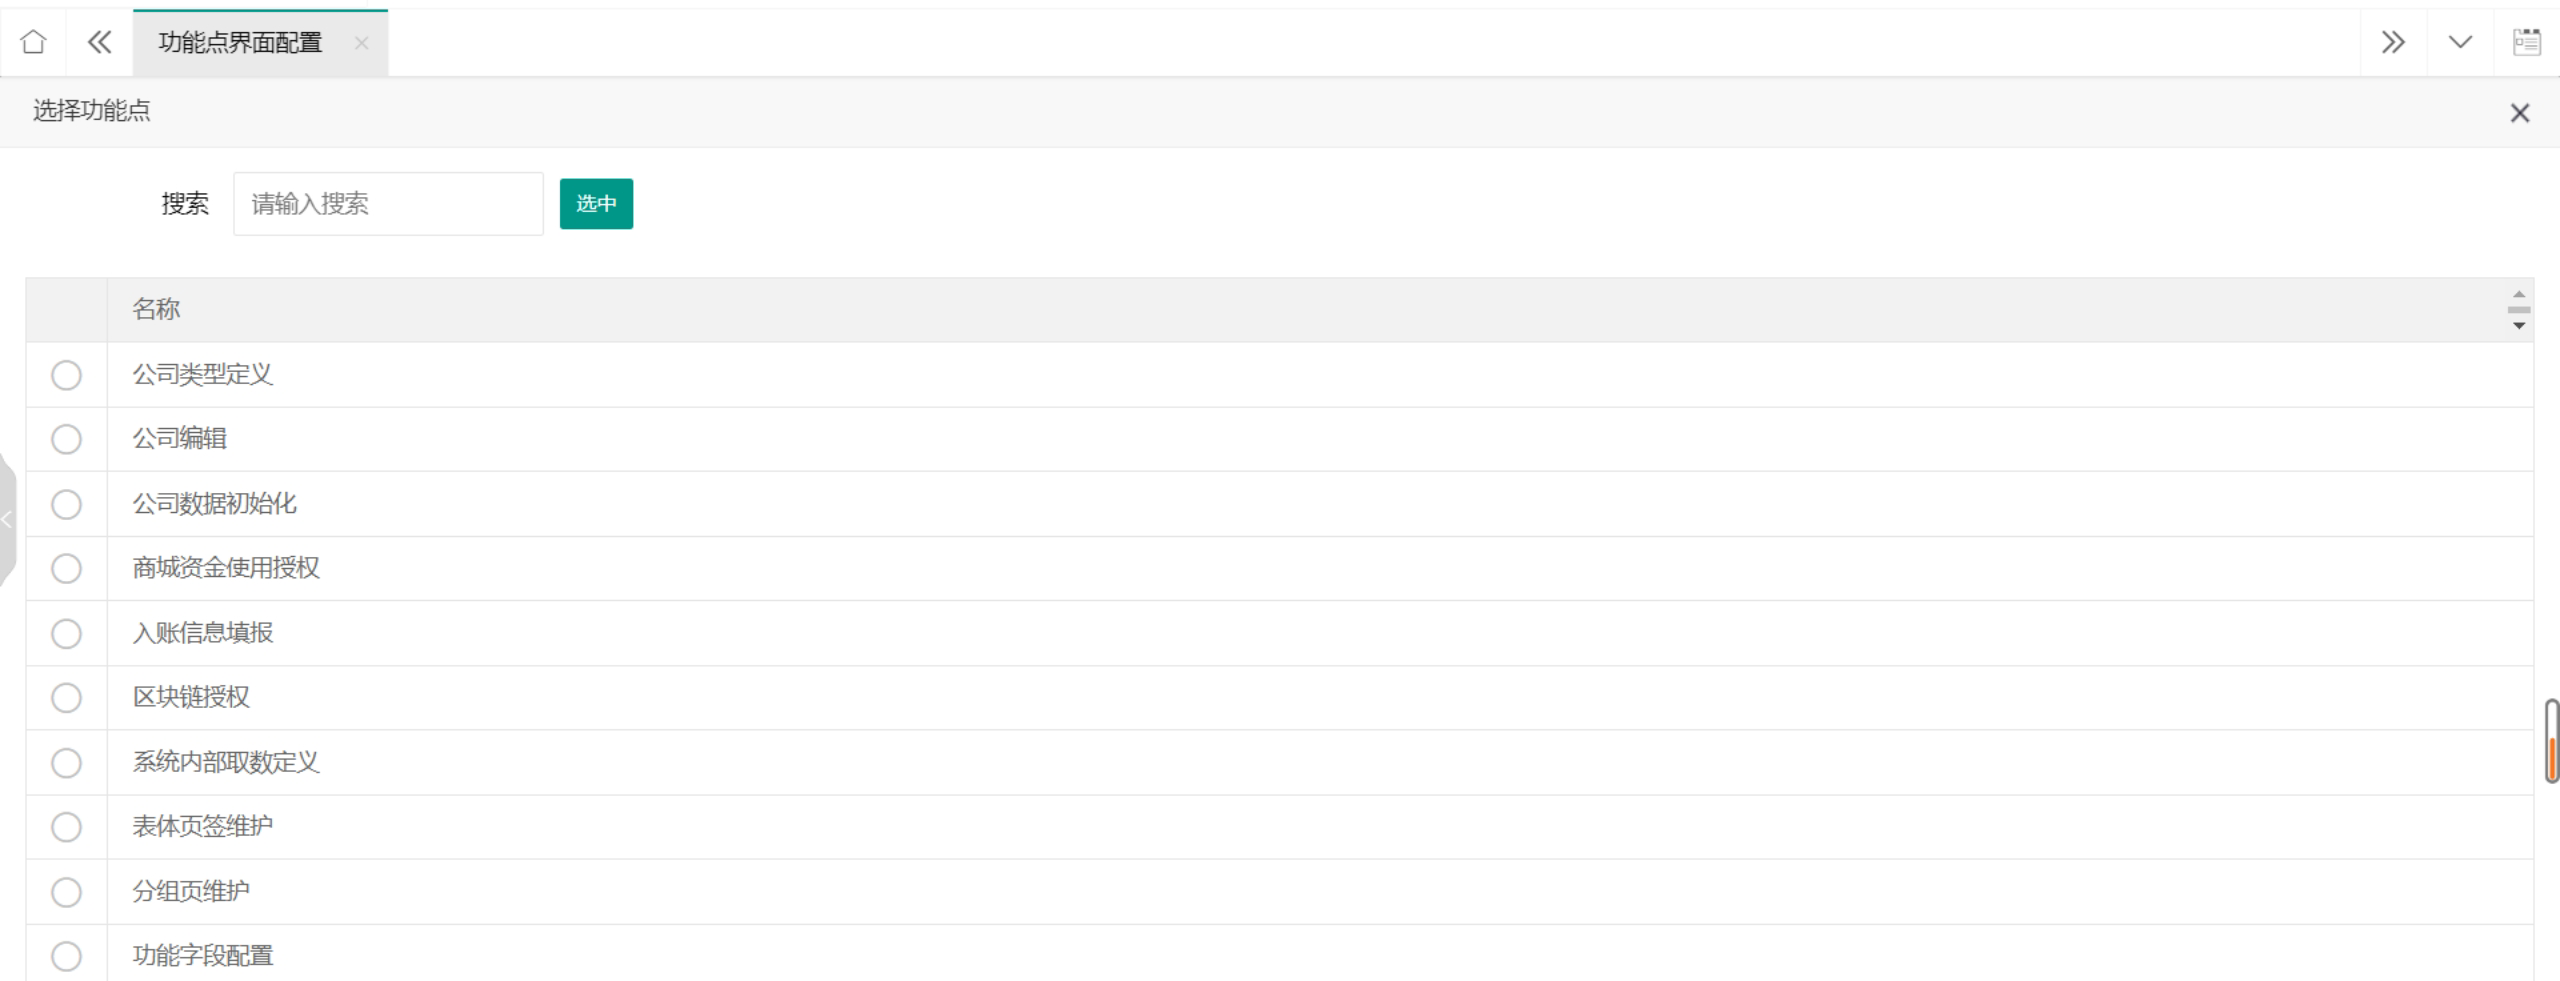 功能点界面配置
选择功能点
搜索 请输入搜索 选中
名称
公司类型定义
公司编辑
公司数据初始化
商城资金使用授权
入账信息填报
区块链授权
系统内部取数定义
表体页签维护
分组页维护
功能字段配置